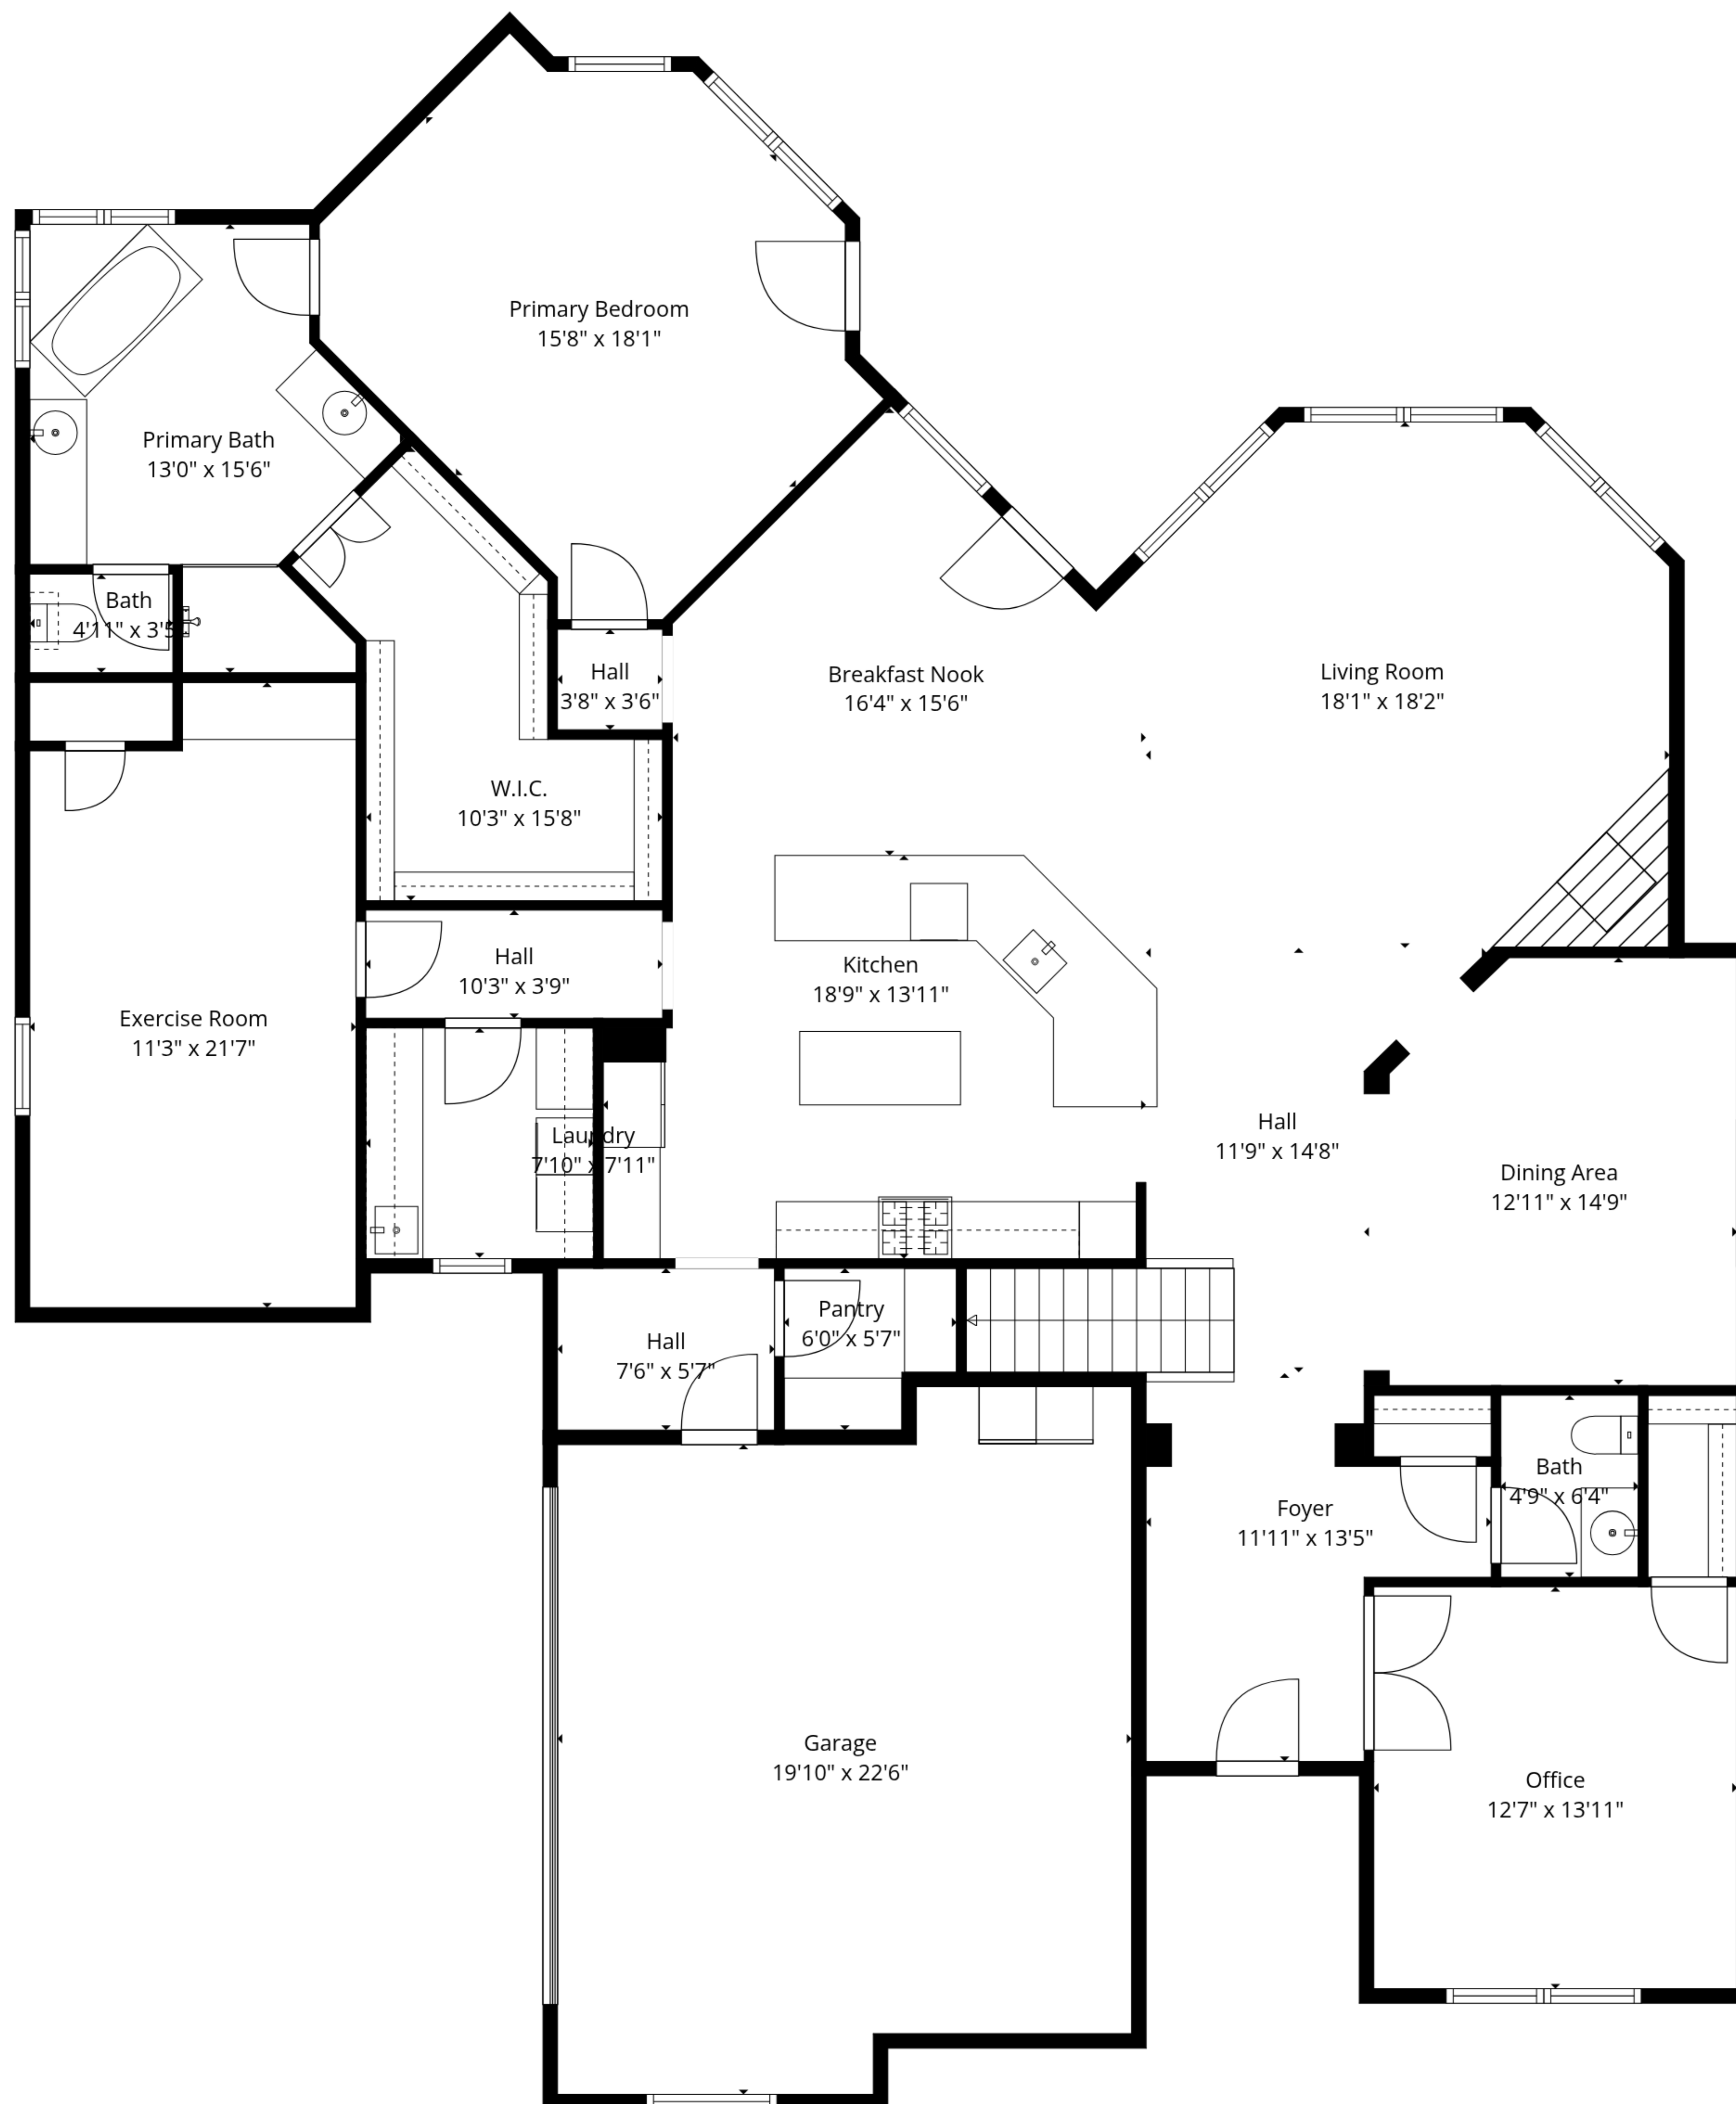 Primary Bedroom
15'8" x 18'1"
Primary Bath
13'0" x 15'6"
Bath
4'11" x 3'5
Hall
3'8" x 3'6"
Breakfast Nook
16'4" x 15'6"
Living Room
18'1" x 18'2"
W.I.C.
10'3" x 15'8"
Hall
10'3" x 3'9"
Kitchen
18'9" x 13'11"
Exercise Room
11'3" x 21'7"
Laundry
7'10" x 7'11"
Hall
11'9" x 14'8"
Dining Area
12'11" x 14'9"
Hall
7'6" x 5'7"
Pantry
6'0" x 5'7"
Bath
4'9" x 6'4"
Foyer
11'11" x 13'5"
Garage
19'10" x 22'6"
Office
12'7" x 13'11"